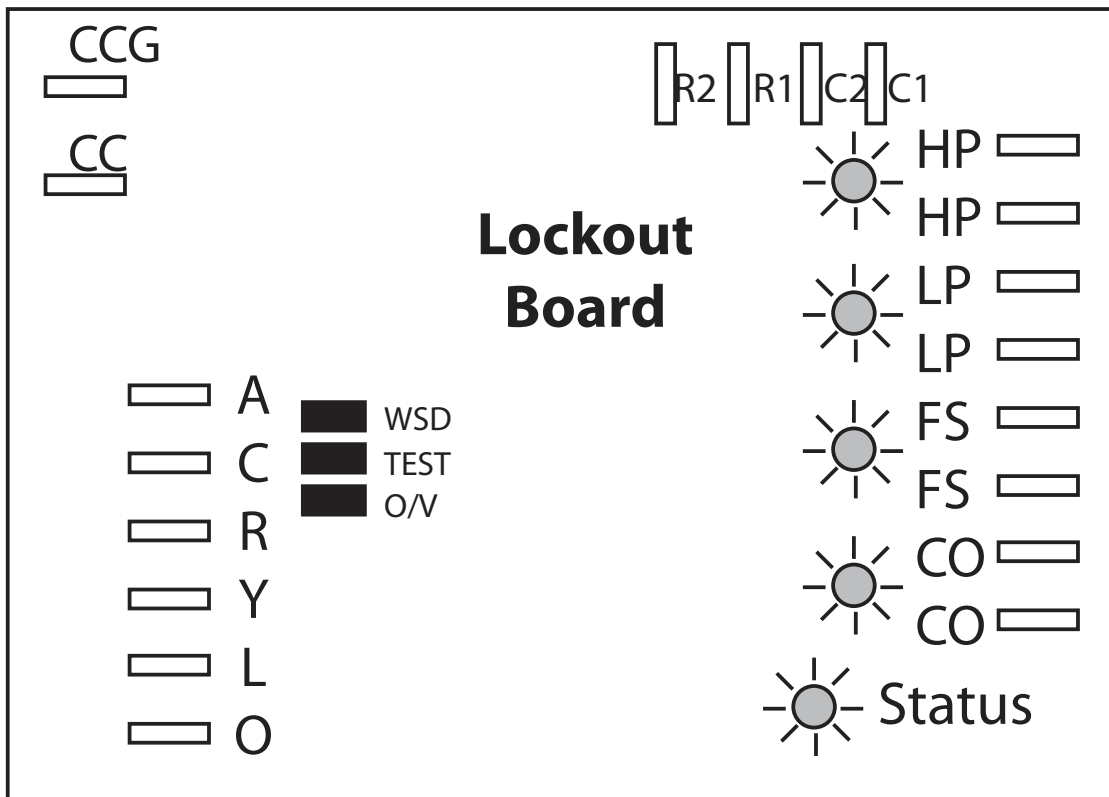 CCG
CC
R2 R1 C2 C1
HP
HP
LP
LP
FS
FS
CO
CO
Status
Lockout
Board
A
C
R
Y
L
O
WSD
TEST
O/V